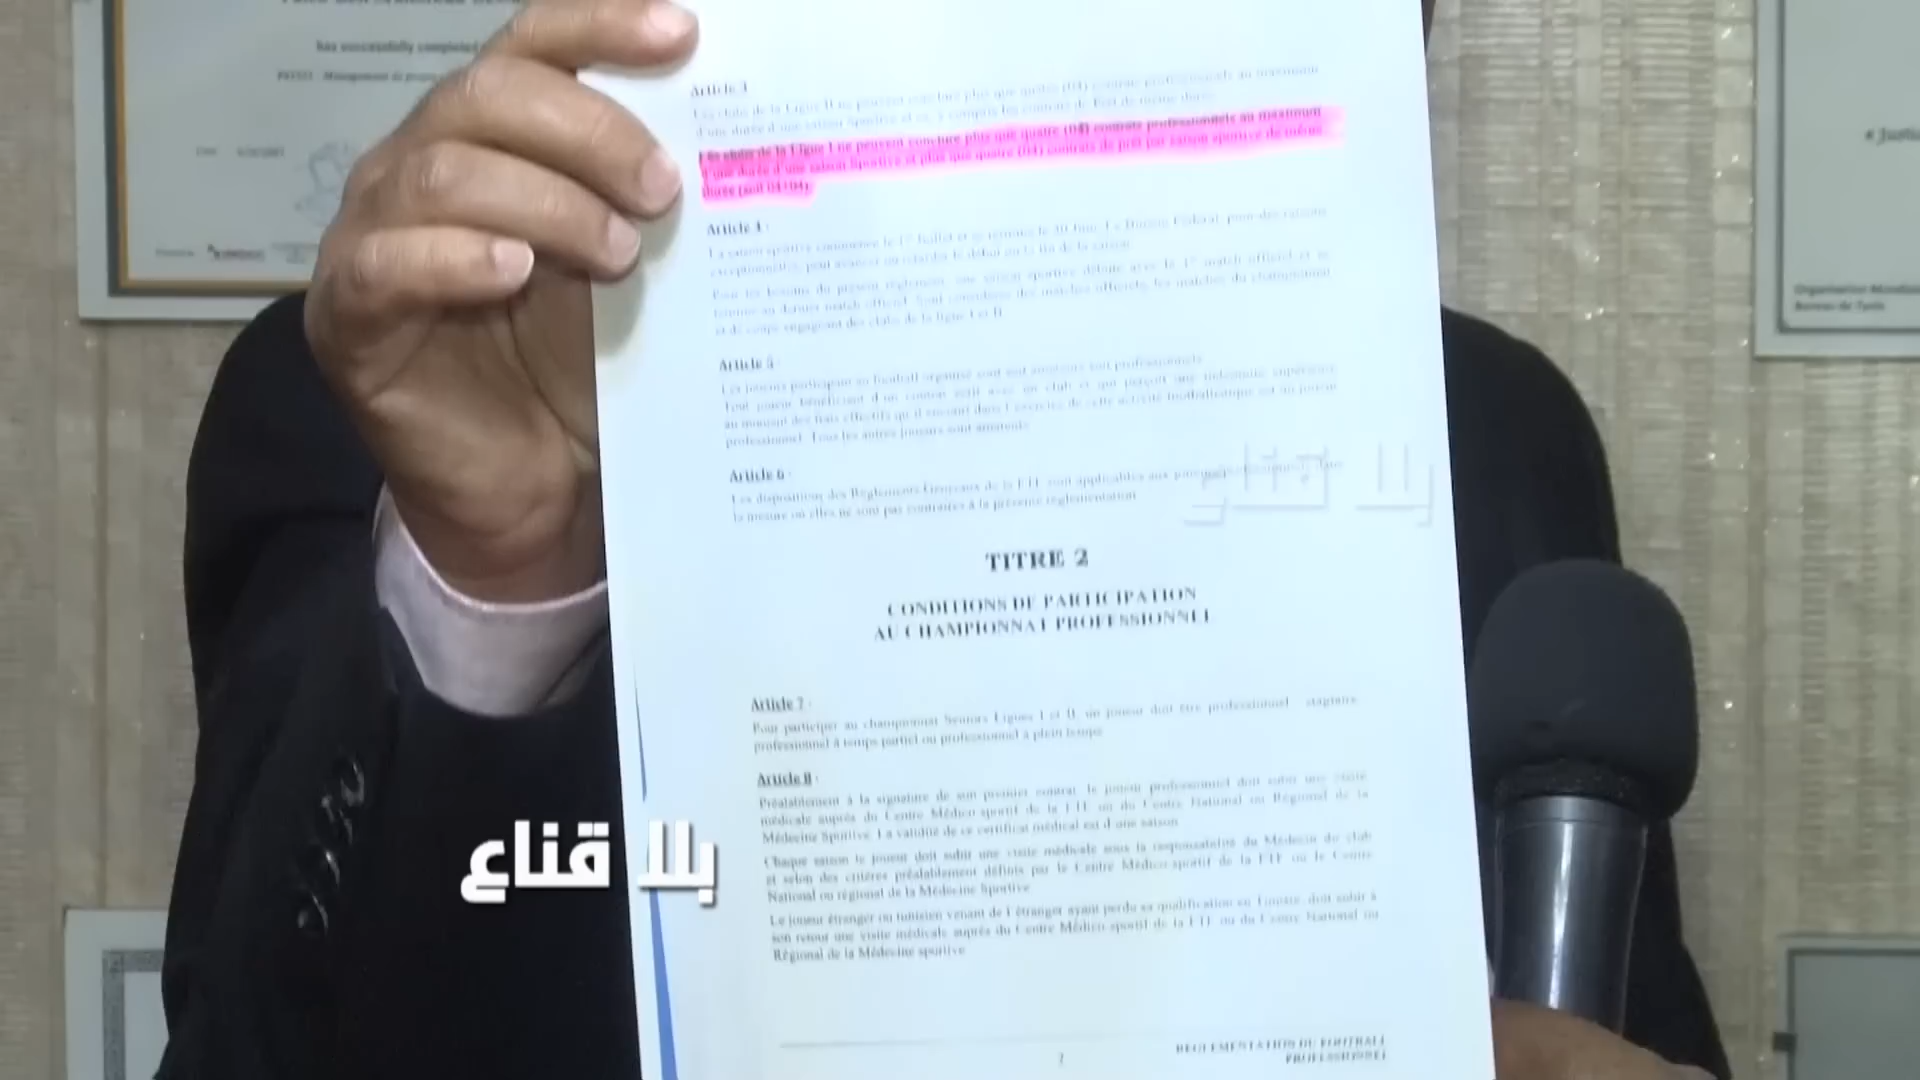 has successfully completed
Article 3
Les clubs de la Ligue II ne peuvent conclure plus que quatre (04) contrats professionnels au maximum
d'une durée d'une saison Sportive et ce, y compris les contrats de Prêt de même durée.
Les clubs de la Ligue I ne peuvent conclure plus que quatre (04) contrats professionnels au maximum
d'une durée d'une saison Sportive et plus que quatre (04) contrats de prêt par saison sportive de même
durée (soit 04+04).
Article 4 :
La saison sportive commence le 1er Juillet et se termine le 30 Juin. Le Bureau Fédéral, pour des raisons
exceptionnelles, peut avancer ou retarder le début ou la fin de la saison.
Pour les besoins du présent règlement, une saison sportive débute avec le 1er match officiel et se
termine au dernier match officiel. Sont considérés des matches officiels, les matches du championnat
et de coupe engageant des clubs de la ligue I et II.
Article 5 :
Les joueurs participant au football organisé sont soit amateurs soit professionnels.
Tout joueur bénéficiant d'un contrat écrit avec un club et qui perçoit une indemnité supérieure
au montant des frais effectifs qu'il encourt dans l'exercice de cette activité footballistique est un joueur
professionnel. Tous les autres joueurs sont amateurs.
Article 6 :
Les dispositions des Règlements Généraux de la FTF sont applicables aux joueurs professionnels dans
la mesure où elles ne sont pas contraires à la présente réglementation.
TITRE 2
CONDITIONS DE PARTICIPATION
AU CHAMPIONNAT PROFESSIONNEL
Article 7 :
Pour participer au championnat Seniors Ligues I et II, un joueur doit être professionnel stagiaire,
professionnel à temps partiel ou professionnel à plein temps.
Article 8 :
Préalablement à la signature de son premier contrat, le joueur professionnel doit subir une visite
médicale auprès du Centre Médico-sportif de la FTF ou du Centre National ou Régional de la
Médecine Sportive. La validité de ce certificat médical est d'une saison.
Chaque saison le joueur doit subir une visite médicale sous la responsabilité du Médecin du club
et selon des critères préalablement définis par le Centre Médico-sportif de la FTF ou le Centre
National ou régional de la Médecine Sportive.
Le joueur étranger ou tunisien venant de l'étranger ayant perdu sa qualification en Tunisie, doit subir à
son retour une visite médicale auprès du Centre Médico-sportif de la FTF ou du Centre National ou
Régional de la Médecine sportive.
2
REGLEMENTATION DU FOOTBALL
PROFESSIONNEL
بلا قناع
بلا قناع
« Justic
Organisation Mondial
Bureau de Tunis